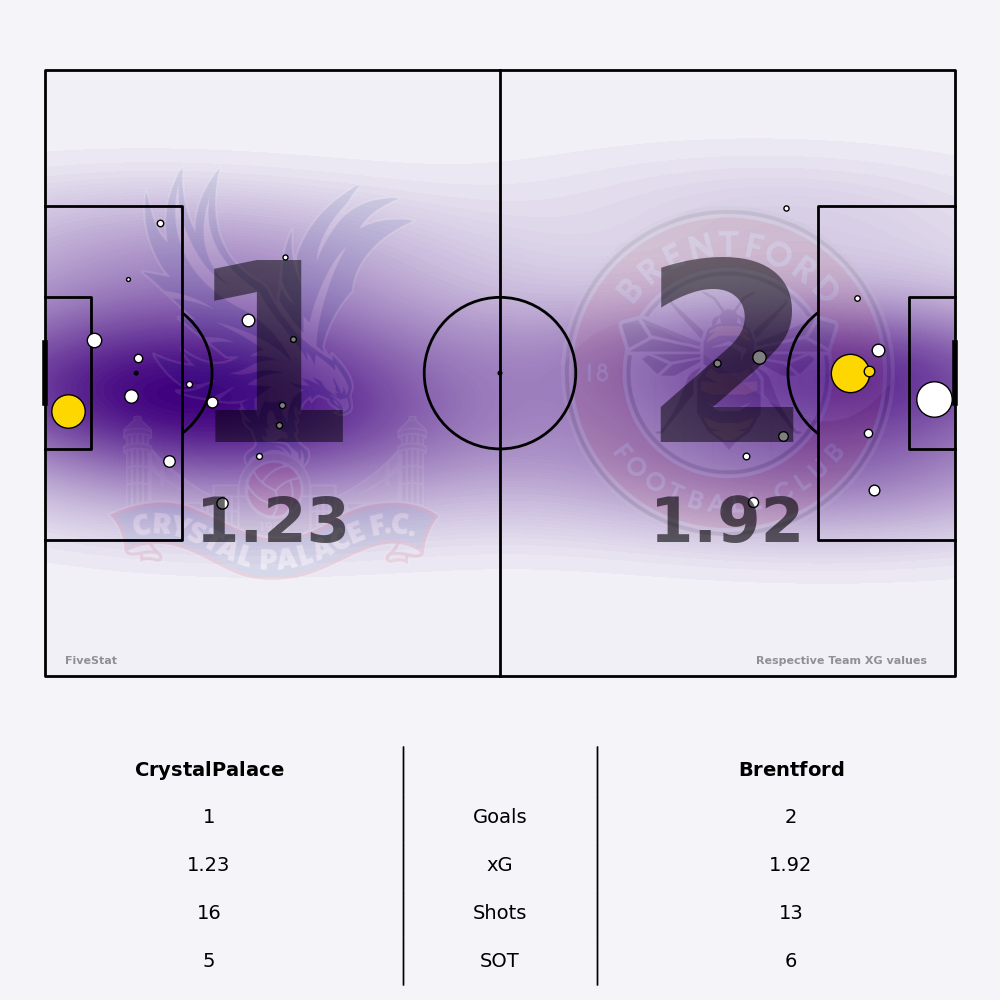 BRENTFORD
1
2
18
FOOTBALL CLUB
1.23
1.92
CRYSTAL PALACE F.C.
FiveStat
Respective Team XG values
CrystalPalace
Brentford
1
Goals
2
1.23
xG
1.92
16
Shots
13
5
SOT
6